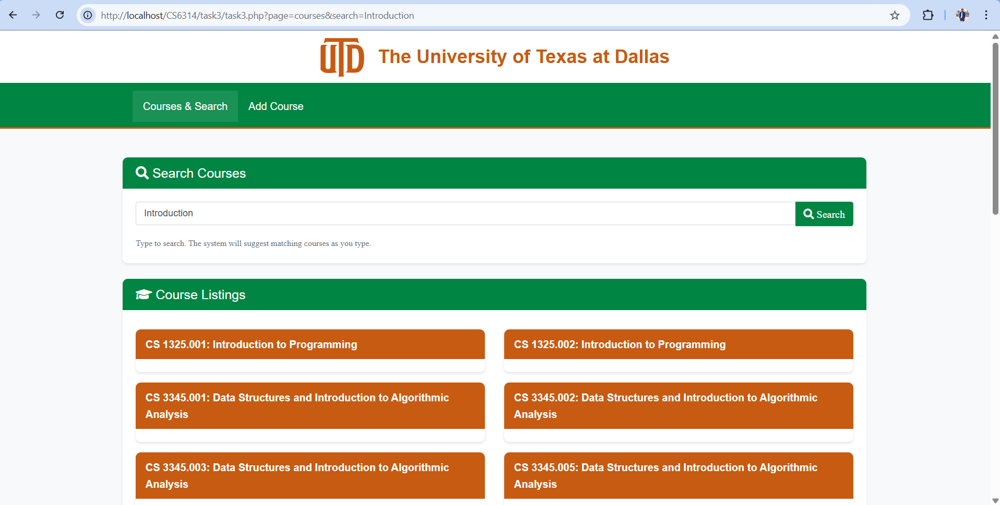 http://localhost/CS6314/task3/task3.php?page=courses&search=Introduction
UTD
The University of Texas at Dallas
Courses & Search
Add Course
Search Courses
Introduction
Search
Type to search. The system will suggest matching courses as you type.
Course Listings
CS 1325.001: Introduction to Programming
CS 1325.002: Introduction to Programming
CS 3345.001: Data Structures and Introduction to Algorithmic
Analysis
CS 3345.002: Data Structures and Introduction to Algorithmic
Analysis
CS 3345.003: Data Structures and Introduction to Algorithmic
Analysis
CS 3345.005: Data Structures and Introduction to Algorithmic
Analysis